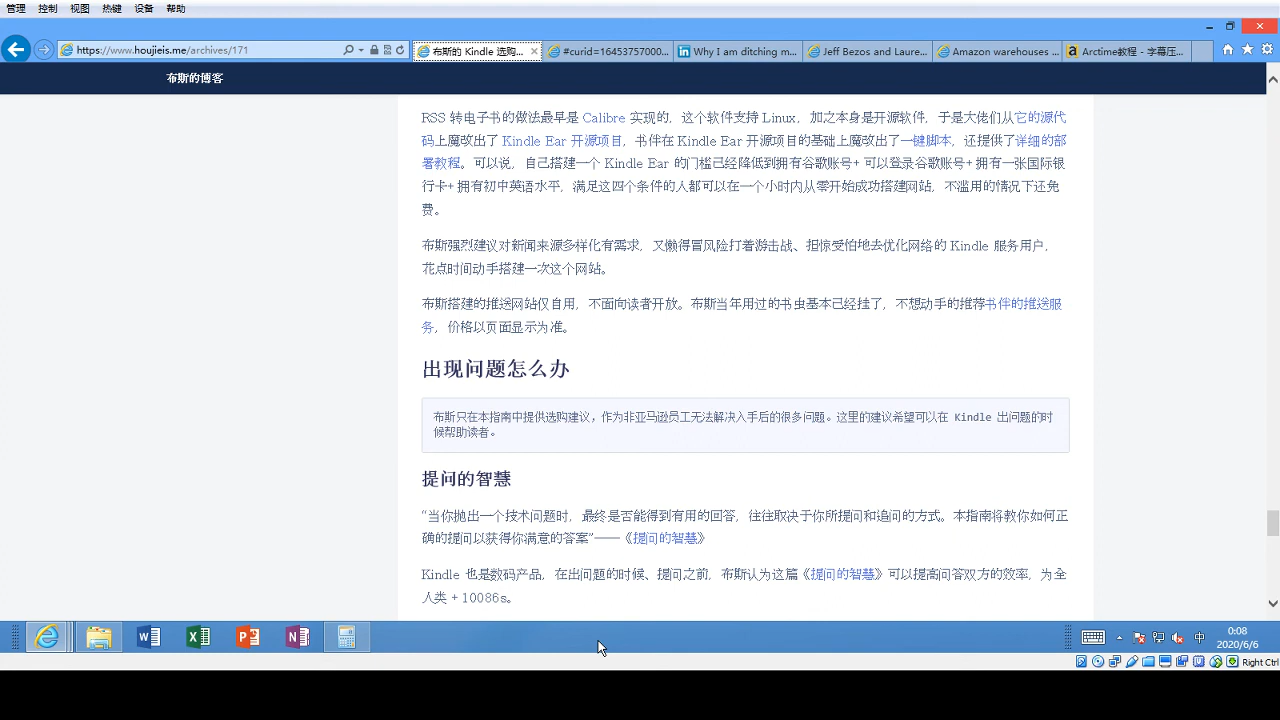 管理 控制 视图 热键 设备 帮助
https://www.houjieis.me/archives/171
布斯的 Kindle 选购...
#curid=16453757000...
Why I am ditching m...
Jeff Bezos and Laure...
Amazon warehouses ...
Arctime教程 - 字幕压...
布斯的博客
RSS 转电子书的做法最早是 Calibre 实现的，这个软件支持 Linux，加之本身是开源软件，于是大佬们从它的源代
码上魔改出了 Kindle Ear 开源项目，书伴在 Kindle Ear 开源项目的基础上魔改出了一键脚本，还提供了详细的部
署教程。可以说，自己搭建一个 Kindle Ear 的门槛已经降低到拥有谷歌账号+ 可以登录谷歌账号+ 拥有一张国际银
行卡+ 拥有初中英语水平，满足这四个条件的人都可以在一个小时内从零开始成功搭建网站，不滥用的情况下还免
费。
布斯强烈建议对新闻来源多样化有需求，又懒得冒风险打着游击战、担惊受怕地去优化网络的 Kindle 服务用户，
花点时间动手搭建一次这个网站。
布斯搭建的推送网站仅自用，不面向读者开放。布斯当年用过的书虫基本已经挂了，不想动手的推荐书伴的推送服
务，价格以页面显示为准。
出现问题怎么办
布斯只在本指南中提供选购建议，作为非亚马逊员工无法解决入手后的很多问题。这里的建议希望可以在 Kindle 出问题的时
候帮助读者。
提问的智慧
“当你抛出一个技术问题时，最终是否能得到有用的回答，往往取决于你所提问和追问的方式。本指南将教你如何正
确的提问以获得你满意的答案”——《提问的智慧》
Kindle 也是数码产品，在出问题的时候、提问之前，布斯认为这篇《提问的智慧》可以提高问答双方的效率，为全
人类 + 10086s。
中
0:08
2020/6/6
Right Ctrl